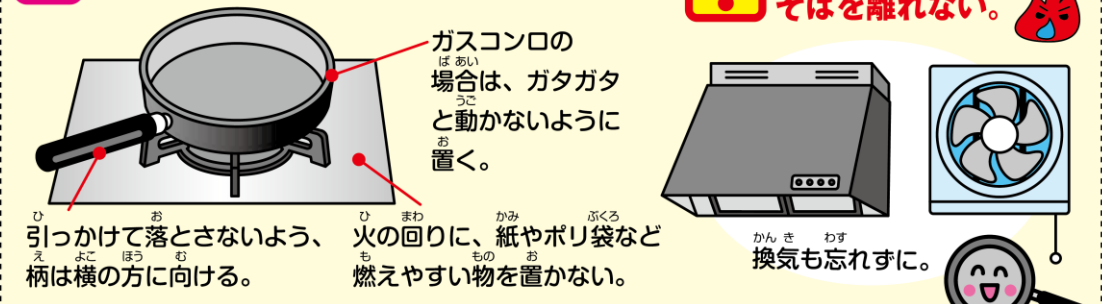 そばを離れない。
ガスコンロの
場合は、ガタガタ
と動かないように
置く。
引っかけて落とさないよう、
柄は横の方に向ける。
火の回りに、紙やポリ袋など
燃えやすい物を置かない。
換気も忘れずに。